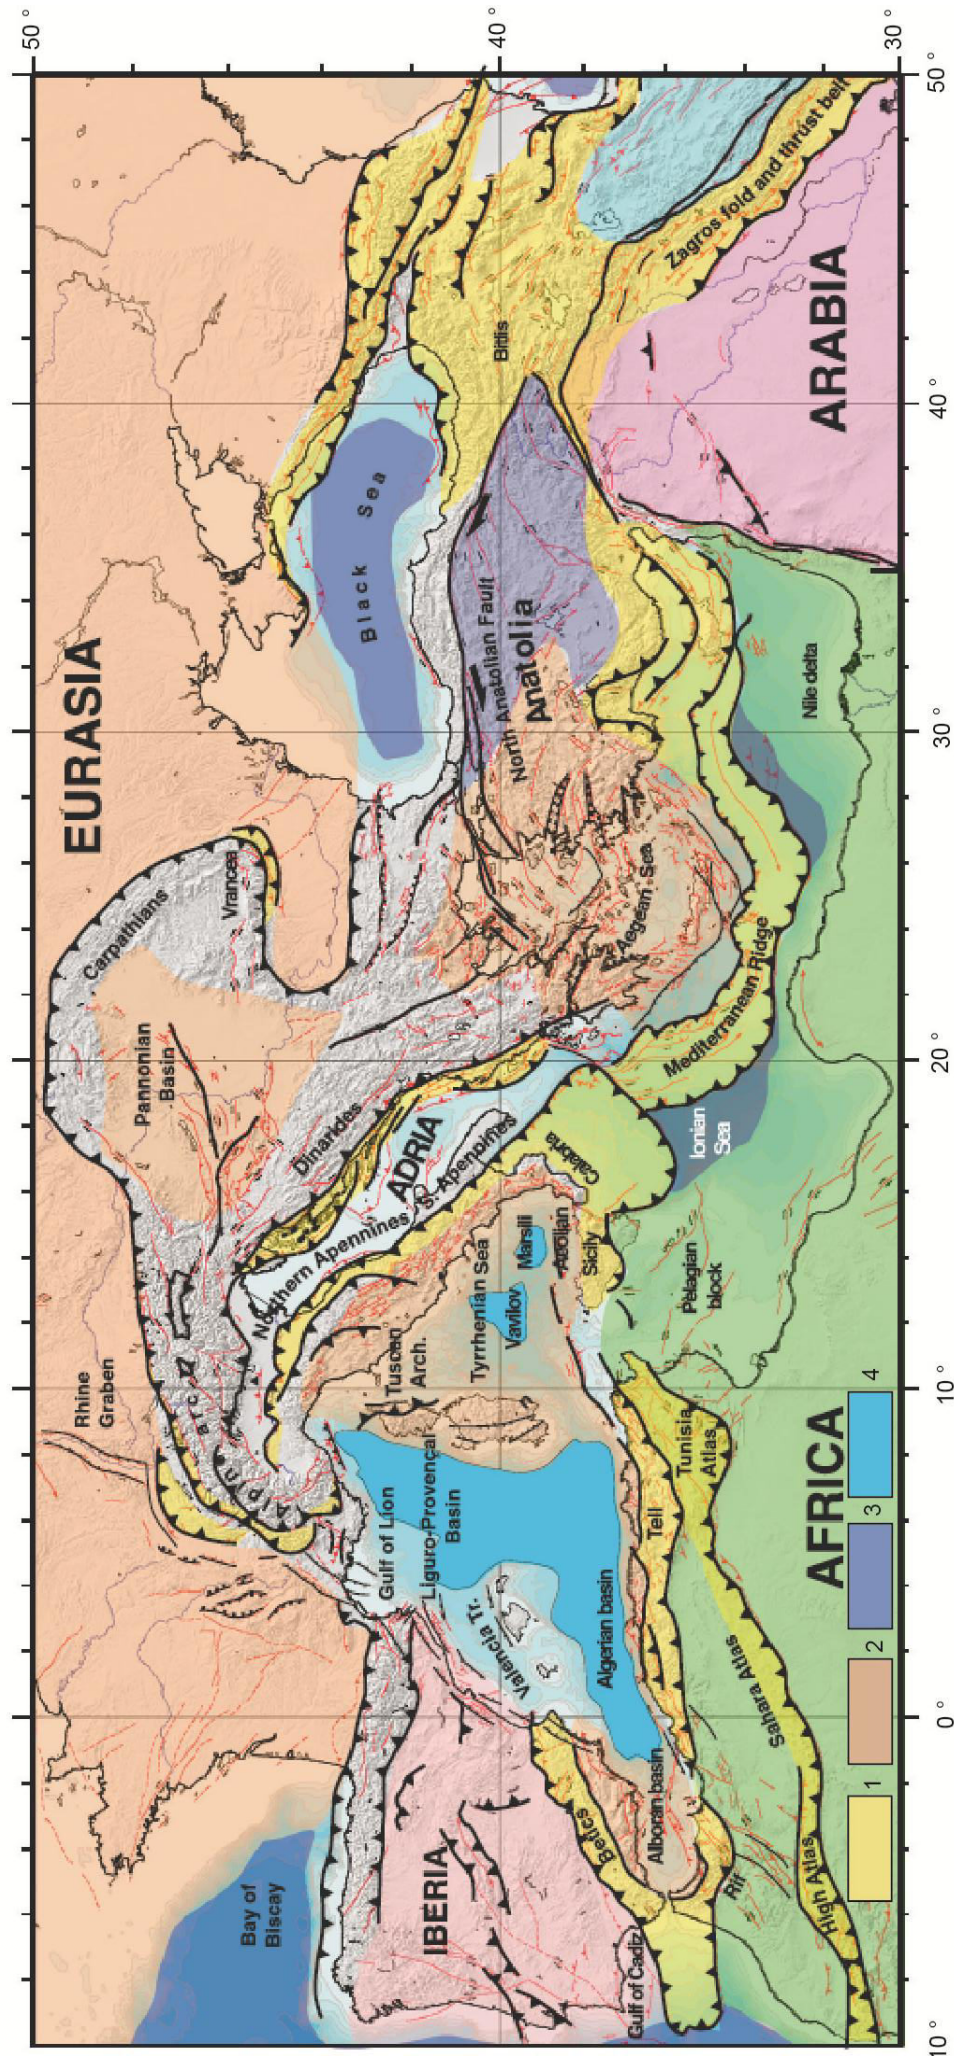 EURASIA
Rhine
Graben
Bay of
Biscay
Alpin arc
Pannonian
Basin
Carpathians
Vrancea
Dinarides
ADRIA
Northern Apennines
S. Apennines
Black Sea
North Anatolian Fault
Anatolia
Bitlis
Zagros fold and thrust belt
ARABIA
IBERIA
Gulf of Lion
Liguro-Provençal
Basin
Valencia Tr.
Algerian basin
Tuscan
Arch.
Tyrrhenian Sea
Vavilov
Marsili
Aeolian
Sicily
Calabria
Aegean Sea
Mediterranean Ridge
Ionian
Sea
Nile delta
Pelagian
block
Betics
Alboran basin
Gulf of Cadiz
Rif
Tell
Tunisia
Atlas
Sahara Atlas
High Atlas
AFRICA
1
2
3
4
10°
0°
10°
20°
30°
40°
50°
50°
40°
30°